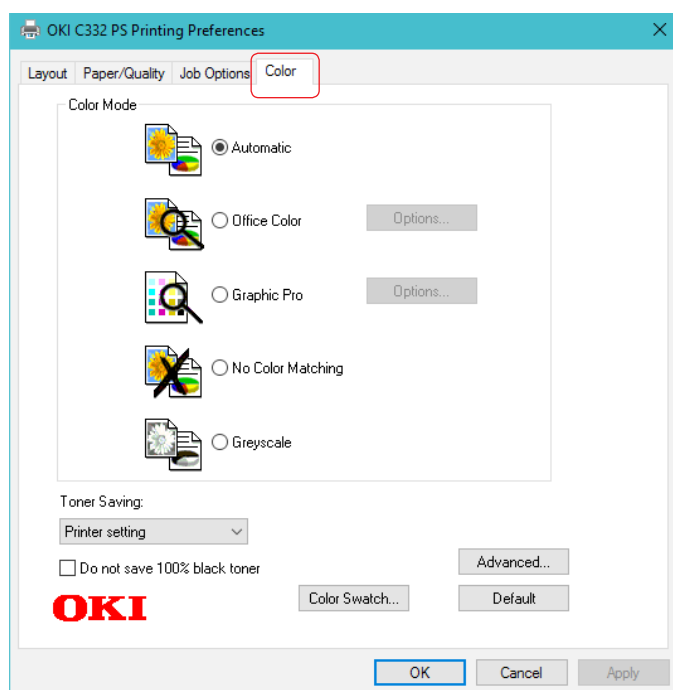 OKI C332 PS Printing Preferences
Layout Paper/Quality Job Options Color
Color Mode
Automatic
Office Color Options...
Graphic Pro Options...
No Color Matching
Greyscale
Toner Saving:
Printer setting
Do not save 100% black toner
Advanced...
OKI
Color Swatch... Default
OK Cancel Apply